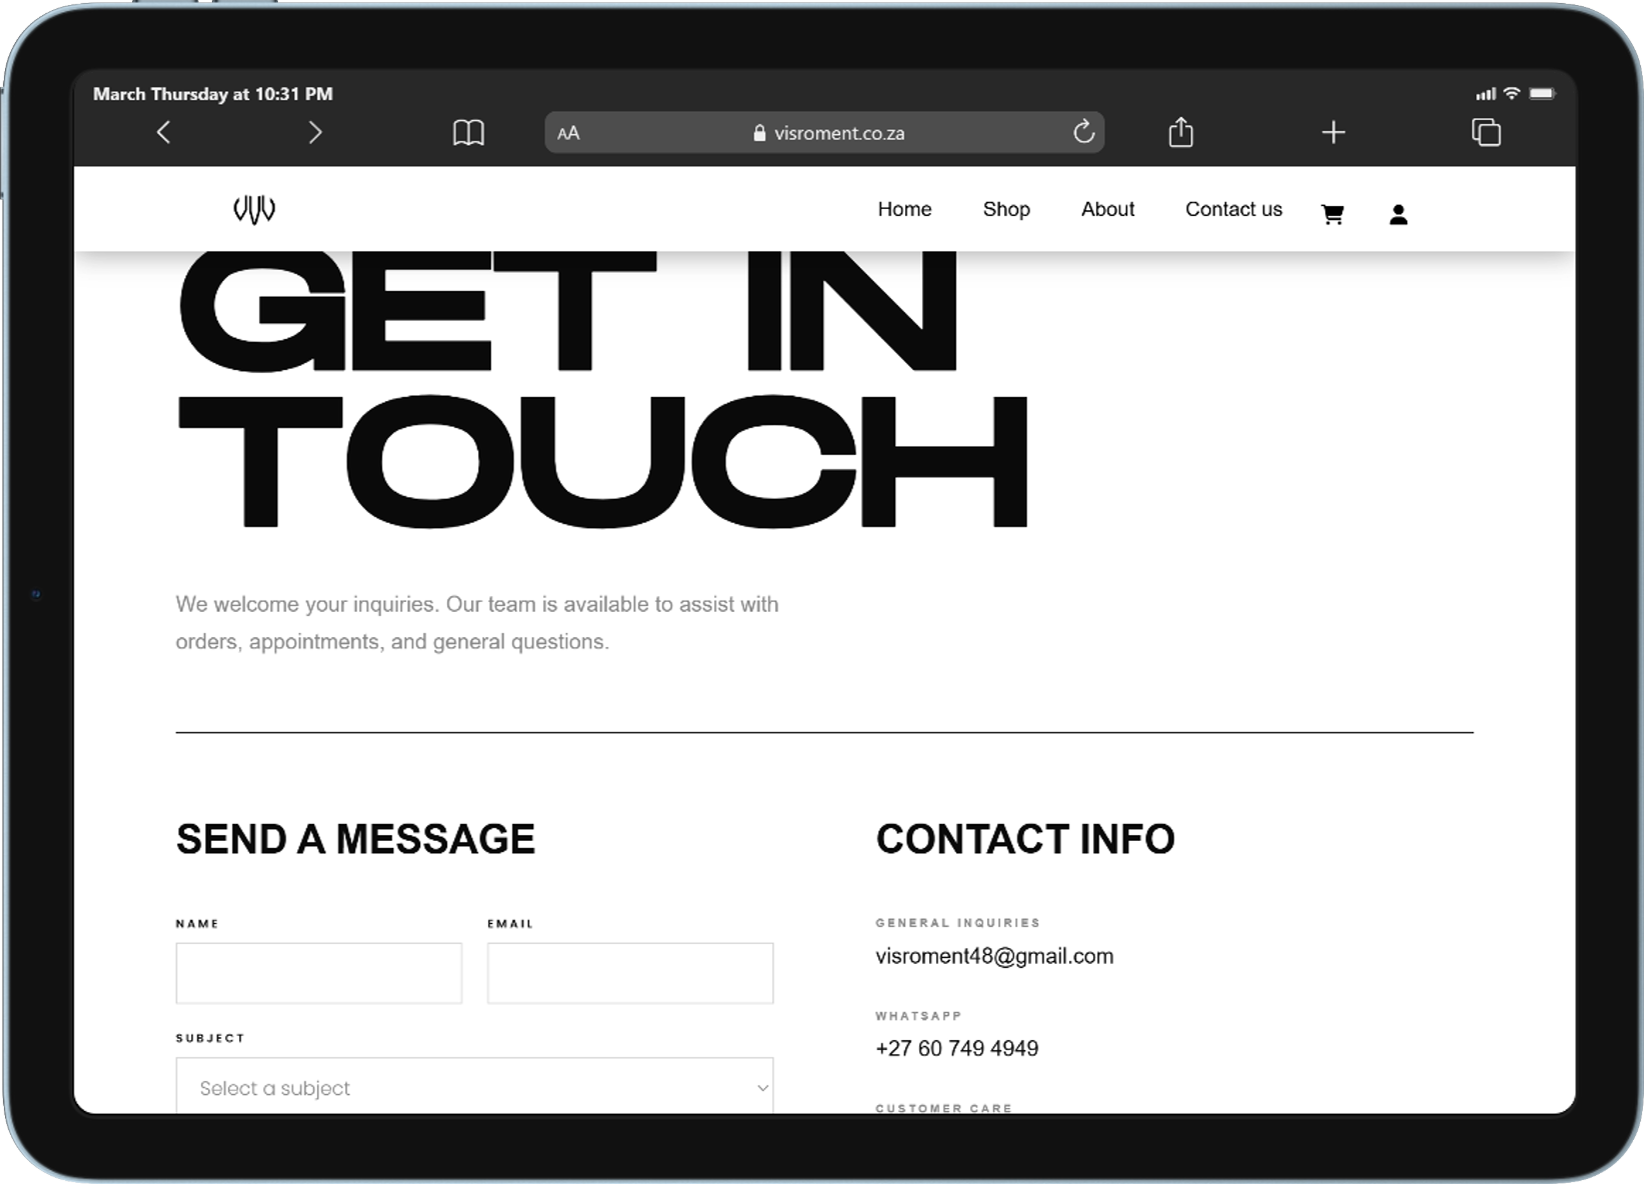 March Thursday at 10:31 PM
AA visroment.co.za
Home Shop About Contact us
GET IN
TOUCH
We welcome your inquiries. Our team is available to assist with
orders, appointments, and general questions.
SEND A MESSAGE
NAME EMAIL
SUBJECT
Select a subject
CONTACT INFO
GENERAL INQUIRIES
visroment48@gmail.com
WHATSAPP
+27 60 749 4949
CUSTOMER CARE